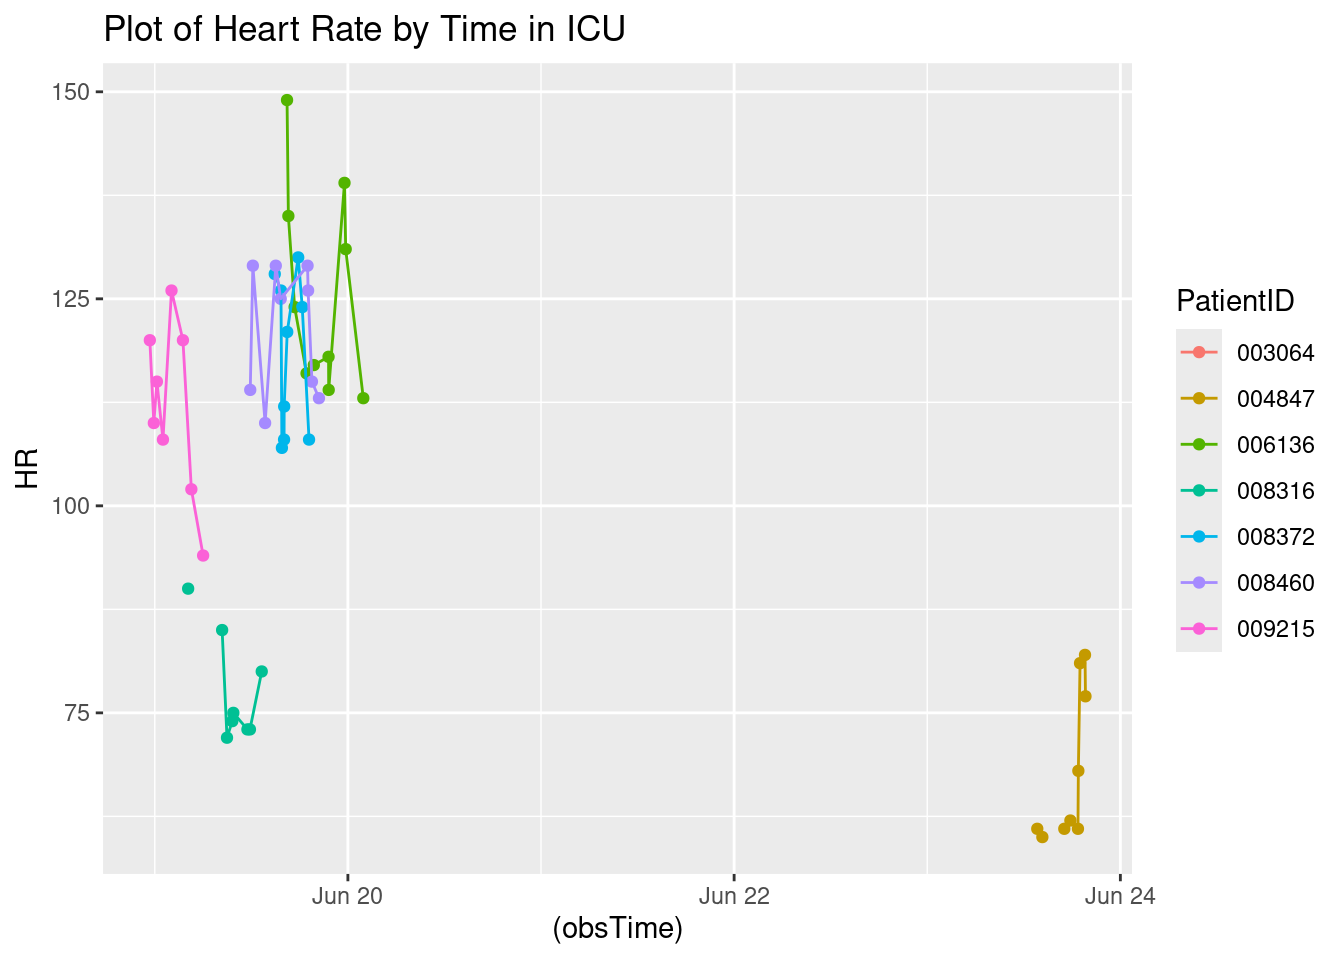 Plot of Heart Rate by Time in ICU
150
125
100
75
HR
Jun 20
Jun 22
Jun 24
(obsTime)
PatientID
003064
004847
006136
008316
008372
008460
009215